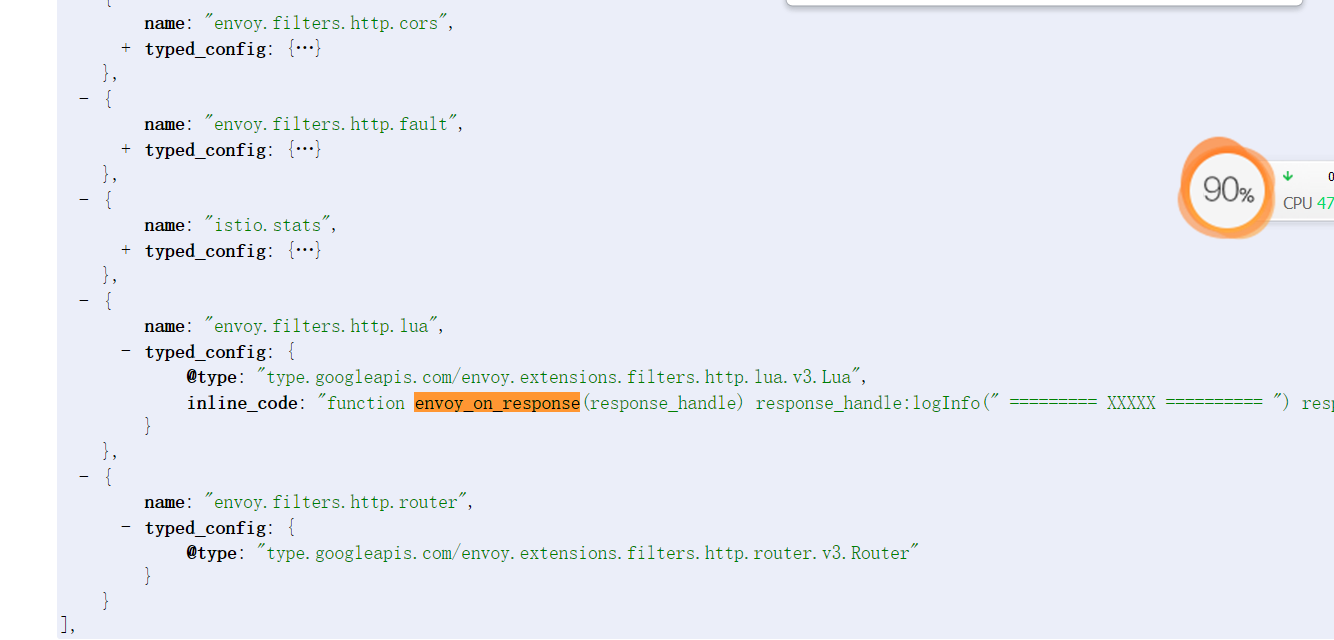 {
name: "envoy.filters.http.cors",
+ typed_config: {…}
},
- {
name: "envoy.filters.http.fault",
+ typed_config: {…}
},
- {
name: "istio.stats",
+ typed_config: {…}
},
- {
name: "envoy.filters.http.lua",
- typed_config: {
@type: "type.googleapis.com/envoy.extensions.filters.http.lua.v3.Lua",
inline_code: "function envoy_on_response(response_handle) response_handle:logInfo(" ========= XXXXX ========== ") resp
}
},
- {
name: "envoy.filters.http.router",
- typed_config: {
@type: "type.googleapis.com/envoy.extensions.filters.http.router.v3.Router"
}
}
],
90%
↓ 0
CPU 47